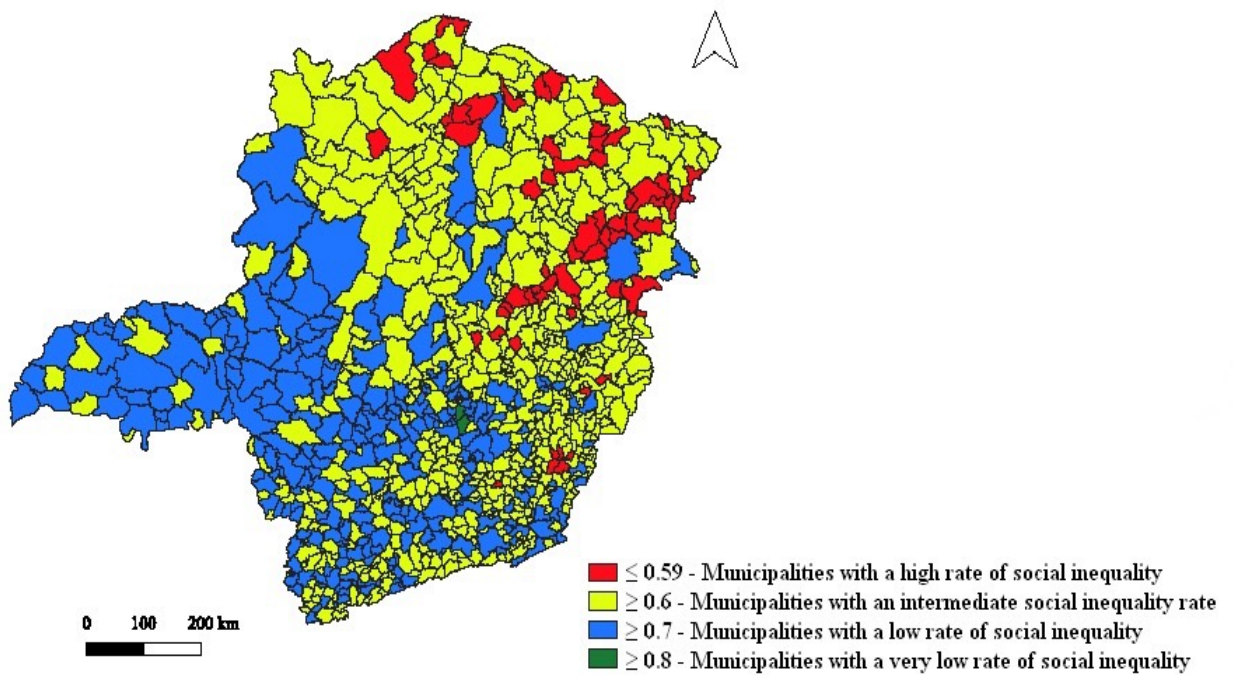 ≤ 0.59 - Municipalities with a high rate of social inequality
≥ 0.6 - Municipalities with an intermediate social inequality rate
≥ 0.7 - Municipalities with a low rate of social inequality
≥ 0.8 - Municipalities with a very low rate of social inequality
0 100 200 km